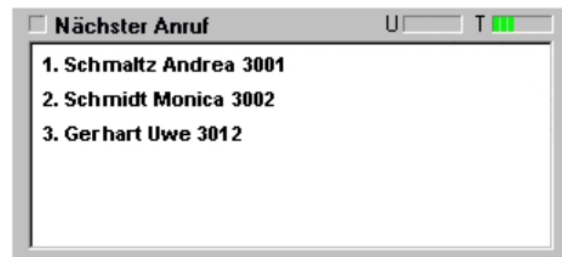 Nächster Anruf U T
1. Schmaltz Andrea 3001
2. Schmidt Monica 3002
3. Gerhart Uwe 3012